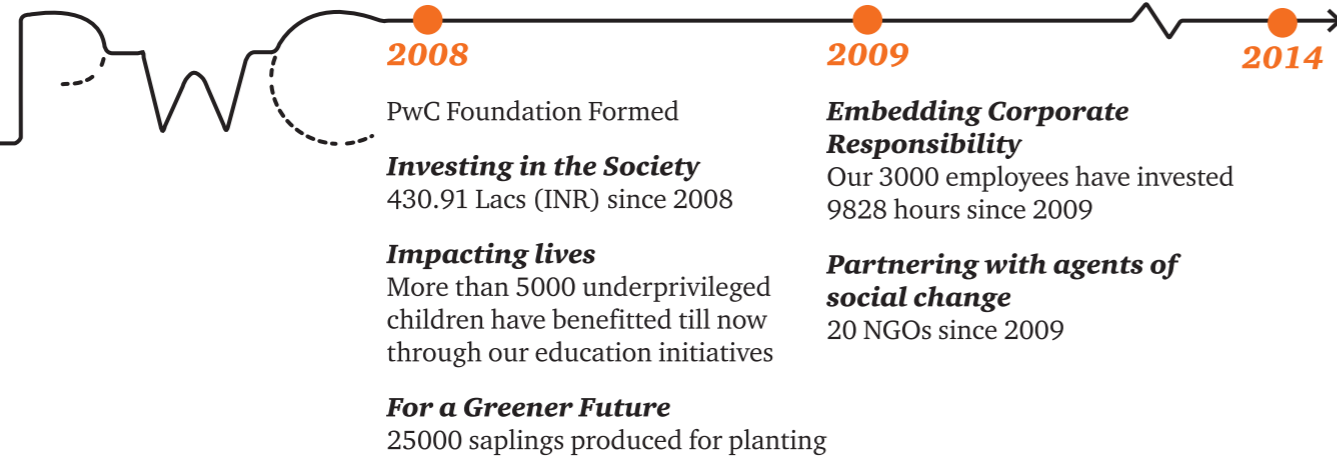 PWC
2008
2009
2014
PwC Foundation Formed
Investing in the Society
430.91 Lacs (INR) since 2008
Impacting lives
More than 5000 underprivileged
children have benefitted till now
through our education initiatives
For a Greener Future
25000 saplings produced for planting
Embedding Corporate
Responsibility
Our 3000 employees have invested
9828 hours since 2009
Partnering with agents of
social change
20 NGOs since 2009